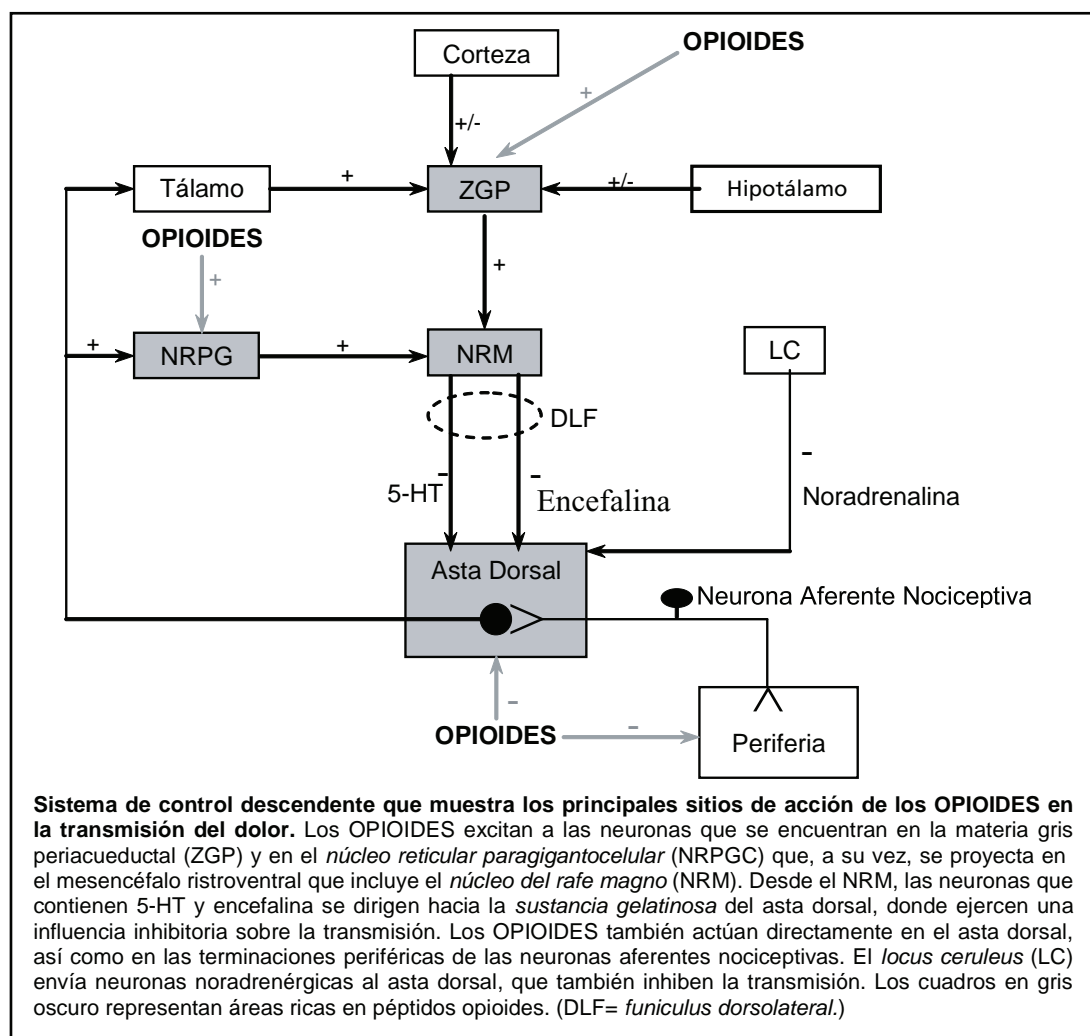 OPIOIDES
Corteza
+
+/-
Tálamo
+
ZGP
+/-
Hipotálamo
OPIOIDES
+
+
+
NRPG
+
NRM
LC
DLF
-
-
-
5-HT
Encefalina
Noradrenalina
Asta Dorsal
Neurona Aferente Nociceptiva
-
OPIOIDES
-
Periferia
Sistema de control descendente que muestra los principales sitios de acción de los OPIOIDES en
la transmisión del dolor. Los OPIOIDES excitan a las neuronas que se encuentran en la materia gris
periacueductal (ZGP) y en el núcleo reticular paragigantocelular (NRPGC) que, a su vez, se proyecta en
el mesencéfalo ristroventral que incluye el núcleo del rafe magno (NRM). Desde el NRM, las neuronas que
contienen 5-HT y encefalina se dirigen hacia la sustancia gelatinosa del asta dorsal, donde ejercen una
influencia inhibitoria sobre la transmisión. Los OPIOIDES también actúan directamente en el asta dorsal,
así como en las terminaciones periféricas de las neuronas aferentes nociceptivas. El locus ceruleus (LC)
envía neuronas noradrenérgicas al asta dorsal, que también inhiben la transmisión. Los cuadros en gris
oscuro representan áreas ricas en péptidos opioides. (DLF= funiculus dorsolateral.)